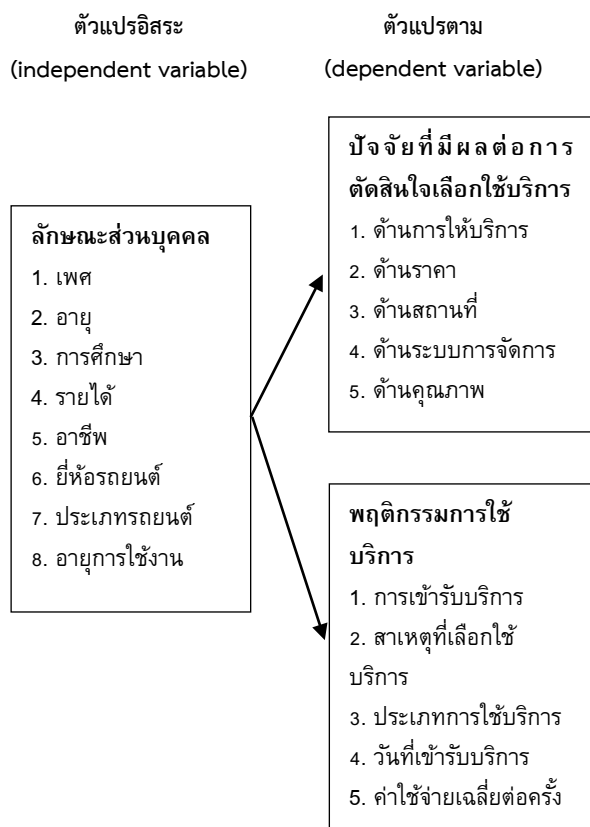 ตัวแปรอิสระ
(independent variable)
ตัวแปรตาม
(dependent variable)
ลักษณะส่วนบุคคล
1. เพศ
2. อายุ
3. การศึกษา
4. รายได้
5. อาชีพ
6. ยี่ห้อรถยนต์
7. ประเภทรถยนต์
8. อายุการใช้งาน
ปัจจัยที่มีผลต่อการ
ตัดสินใจเลือกใช้บริการ
1. ด้านการให้บริการ
2. ด้านราคา
3. ด้านสถานที่
4. ด้านระบบการจัดการ
5. ด้านคุณภาพ
พฤติกรรมการใช้
บริการ
1. การเข้ารับบริการ
2. สาเหตุที่เลือกใช้
บริการ
3. ประเภทการใช้บริการ
4. วันที่เข้ารับบริการ
5. ค่าใช้จ่ายเฉลี่ยต่อครั้ง